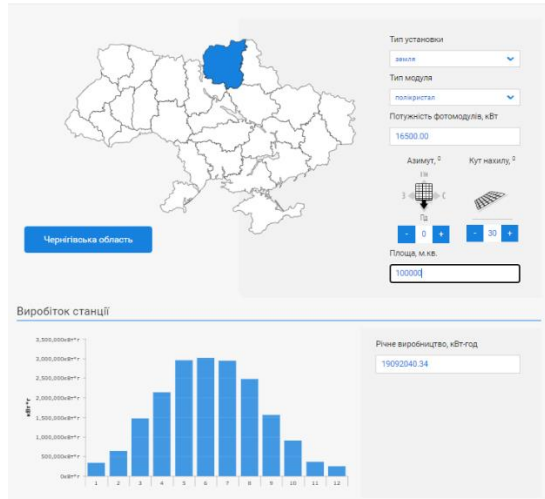 Тип установки
земля
Тип модуля
полікристал
Потужність фотомодулів, кВт
16500.00
Азимут, °
Кут нахилу, °
Пн
З
С
Пд
- 0 +
- 30 +
Чернігівська область
Площа, м.кв.
100000
Виробіток станції
Річне виробництво, кВт-год
19092040.34
кВт*г
3,500,000кВт*г
3,000,000кВт*г
2,500,000кВт*г
2,000,000кВт*г
1,500,000кВт*г
1,000,000кВт*г
500,000кВт*г
0кВт*г
1 2 3 4 5 6 7 8 9 10 11 12